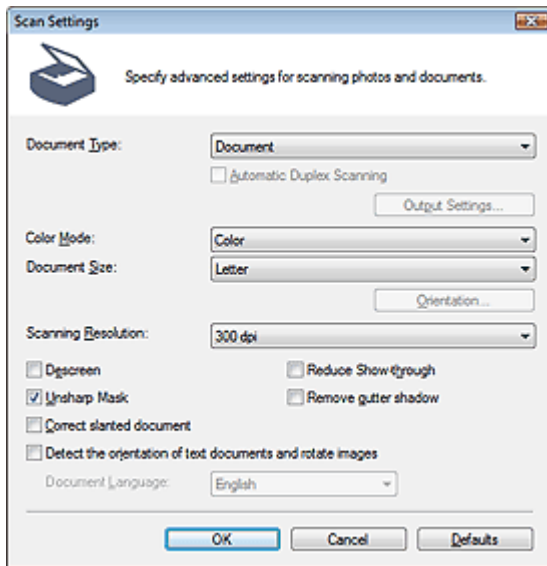 Scan Settings
Specify advanced settings for scanning photos and documents.
Document Type: Document
Automatic Duplex Scanning
Output Settings...
Color Mode: Color
Document Size: Letter
Orientation...
Scanning Resolution: 300 dpi
Descreen Reduce Show-through
Unsharp Mask Remove gutter shadow
Correct slanted document
Detect the orientation of text documents and rotate images
Document Language: English
OK Cancel Defaults